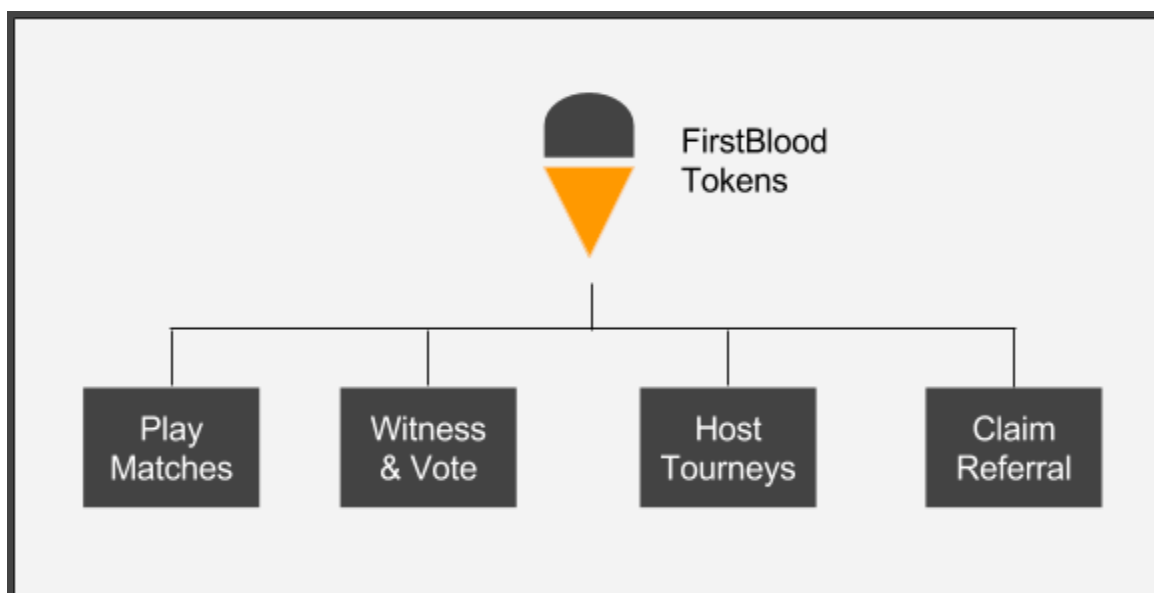 FirstBlood
Tokens
Play
Matches
Witness
& Vote
Host
Tourneys
Claim
Referral